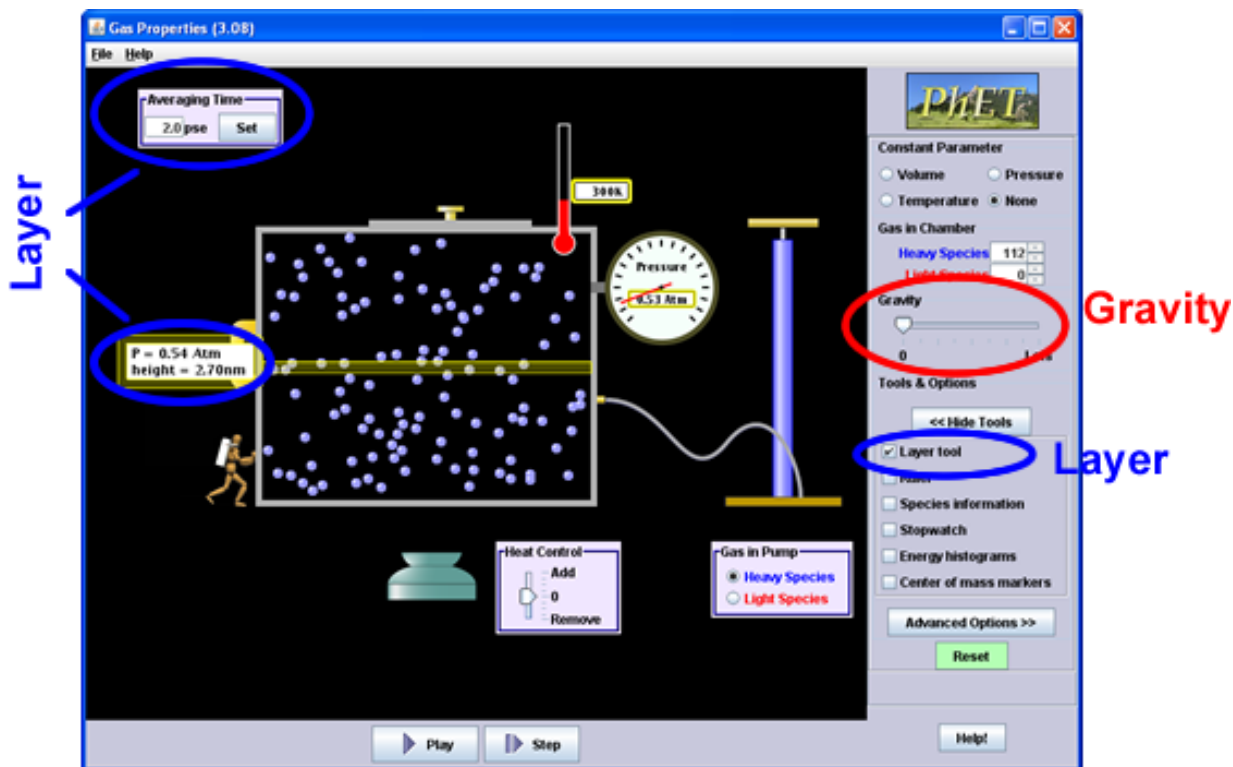 Gas Properties (3.08)
File Help
Averaging Time
2.0 pse Set
Layer
300K
Pressure
0.53 Atm
P = 0.54 Atm
height = 2.70nm
Heat Control
Add
0
Remove
Gas in Pump
Heavy Species
Light Species
Play Step
PhET
Constant Parameter
Volume Pressure
Temperature None
Gas in Chamber
Heavy Species 112
Light Species 0
Gravity
0
Gravity
Tools & Options
<< Hide Tools
Layer tool
Layer
Ruler
Species information
Stopwatch
Energy histograms
Center of mass markers
Advanced Options >>
Reset
Help!